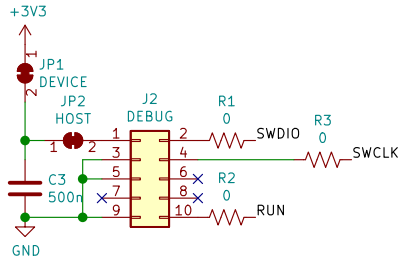 +3V3
1
JP1
DEVICE
2
JP2
HOST
1 2
J2
DEBUG
1 2
3 4
5 6
7 8
9 10
R1
0
SWDIO
R3
0
SWCLK
R2
0
RUN
C3
500n
GND